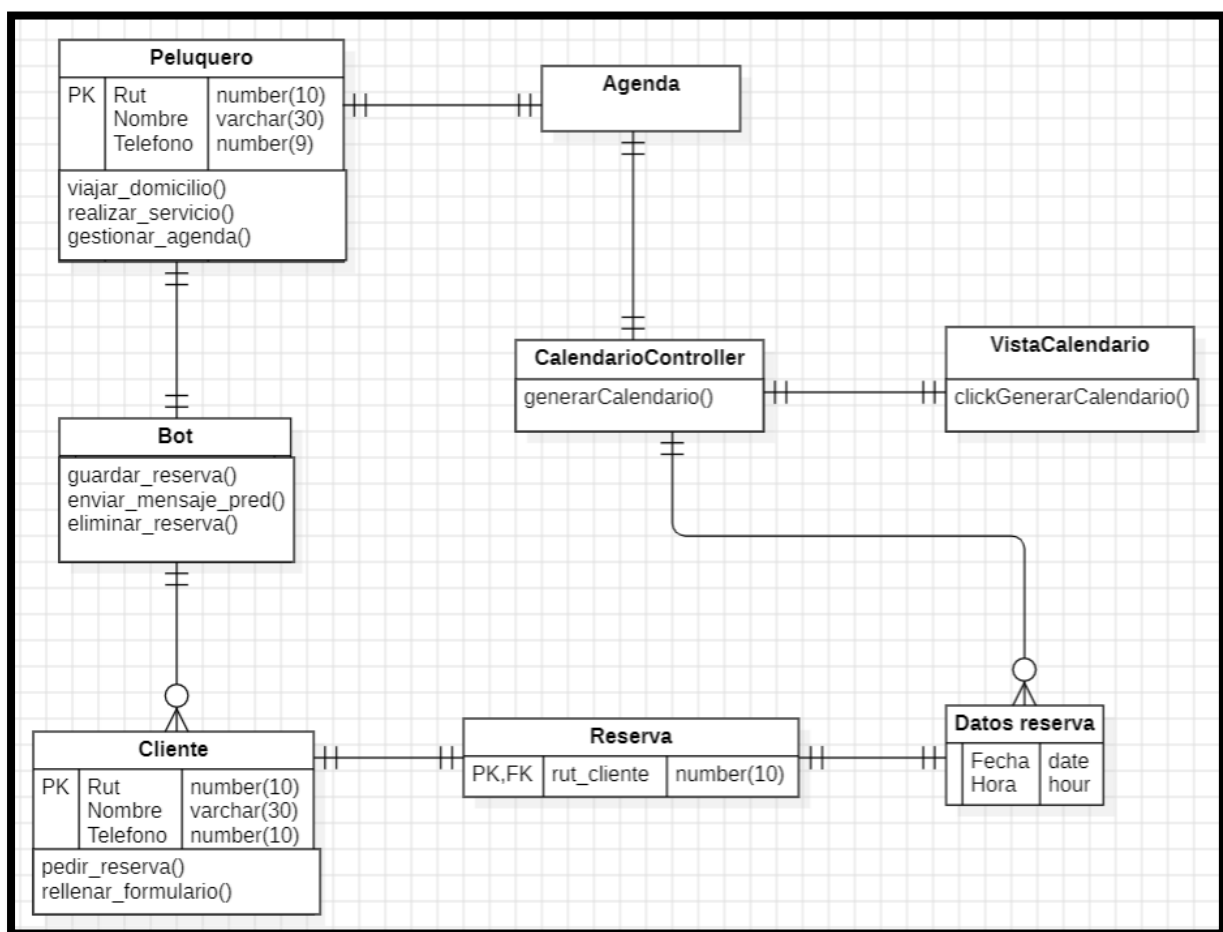 Peluquero
PK Rut number(10)
Nombre varchar(30)
Telefono number(9)
viajar_domicilio()
realizar_servicio()
gestionar_agenda()
Agenda
CalendarioController
generarCalendario()
VistaCalendario
clickGenerarCalendario()
Bot
guardar_reserva()
enviar_mensaje_pred()
eliminar_reserva()
Cliente
PK Rut number(10)
Nombre varchar(30)
Telefono number(10)
pedir_reserva()
rellenar_formulario()
Reserva
PK,FK rut_cliente number(10)
Datos reserva
Fecha date
Hora hour